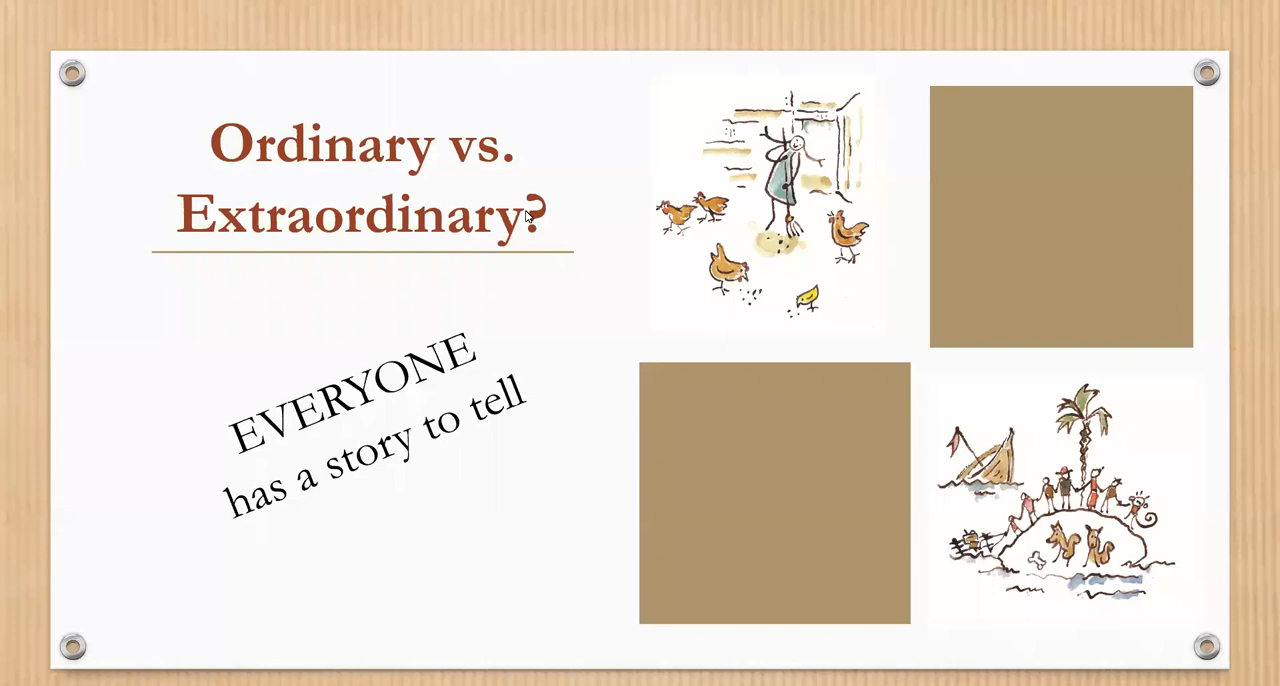 Ordinary vs.
Extraordinary?
EVERYONE
has a story to tell